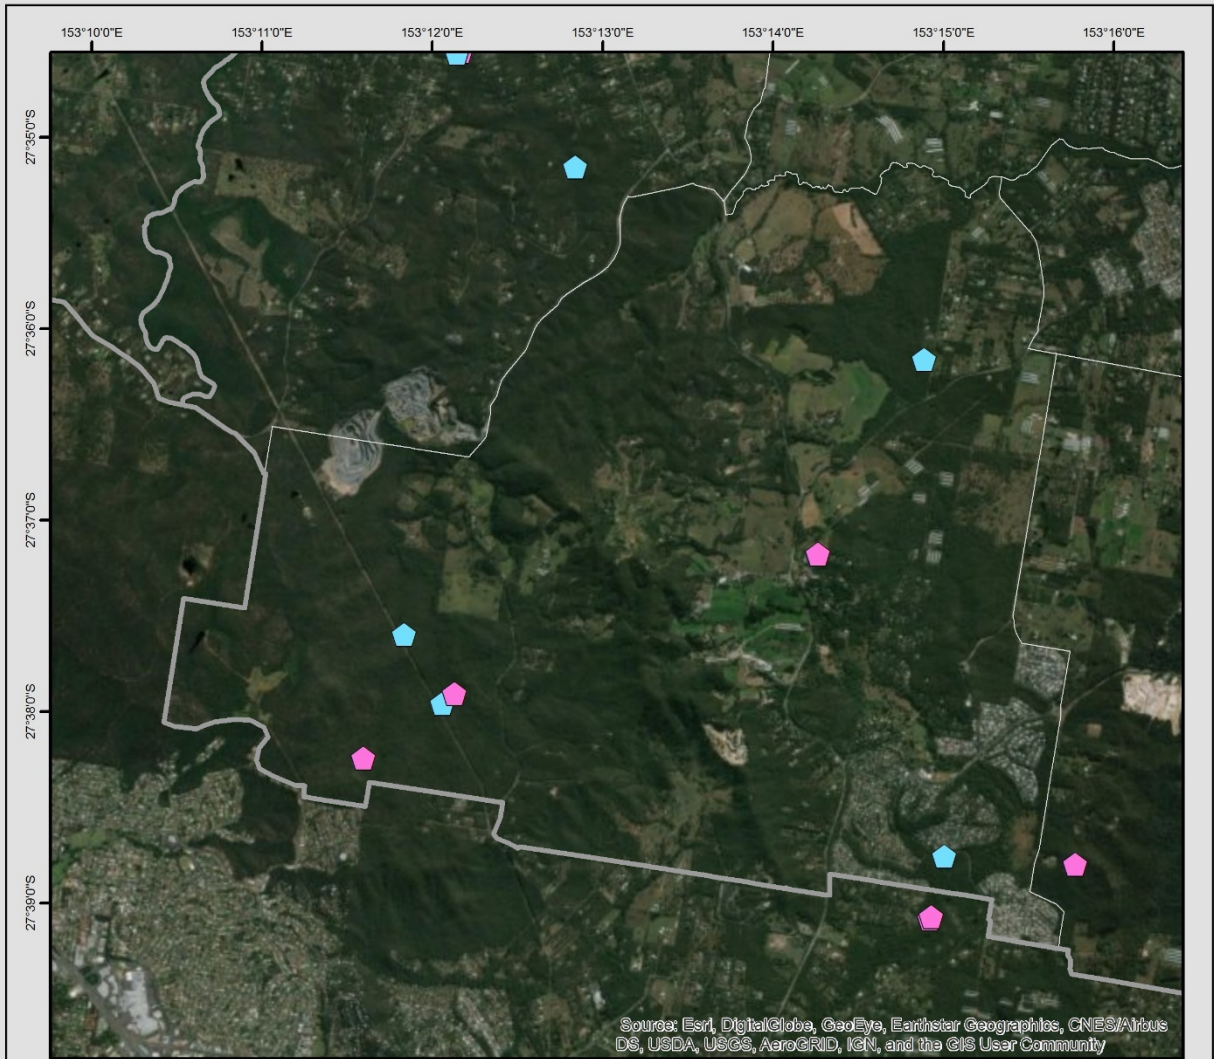 153°10'0"E 153°11'0"E 153°12'0"E 153°13'0"E 153°14'0"E 153°15'0"E 153°16'0"E
27°35'0"S
27°36'0"S
27°37'0"S
27°38'0"S
27°39'0"S
Source: Esri, DigitalGlobe, GeoEye, Earthstar Geographics, CNES/Airbus
DS, USDA, USGS, AeroGRID, IGN, and the GIS User Community